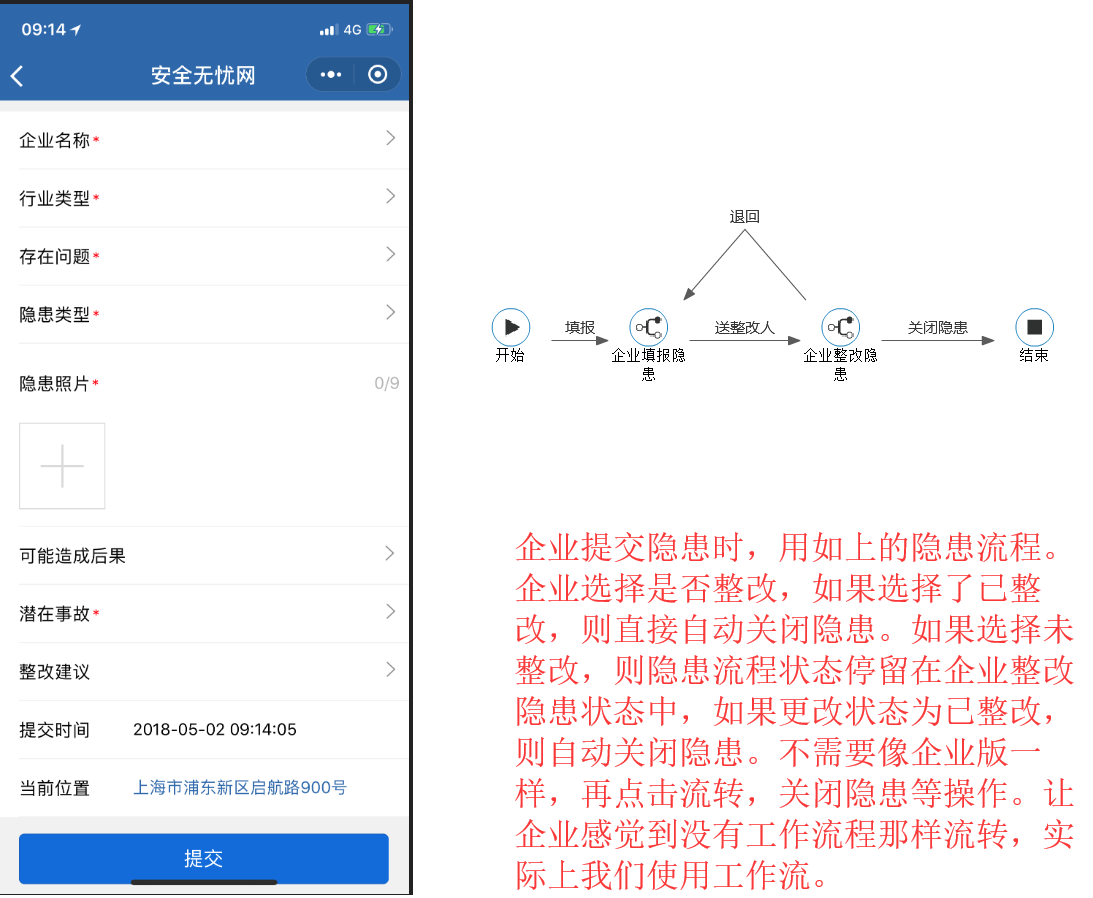 09:14
4G
安全无忧网
企业名称*
行业类型*
存在问题*
隐患类型*
隐患照片*
0/9
可能造成后果
潜在事故*
整改建议
提交时间 2018-05-02 09:14:05
当前位置 上海市浦东新区启航路900号
提交
退回
填报
送整改人
关闭隐患
开始
企业填报隐
患
企业整改隐
患
结束
企业提交隐患时，用如上的隐患流程。
企业选择是否整改，如果选择了已整
改，则直接自动关闭隐患。如果选择未
整改，则隐患流程状态停留在企业整改
隐患状态中，如果更改状态为已整改，
则自动关闭隐患。不需要像企业版一
样，再点击流转，关闭隐患等操作。让
企业感觉到没有工作流程那样流转，实
际上我们使用工作流。